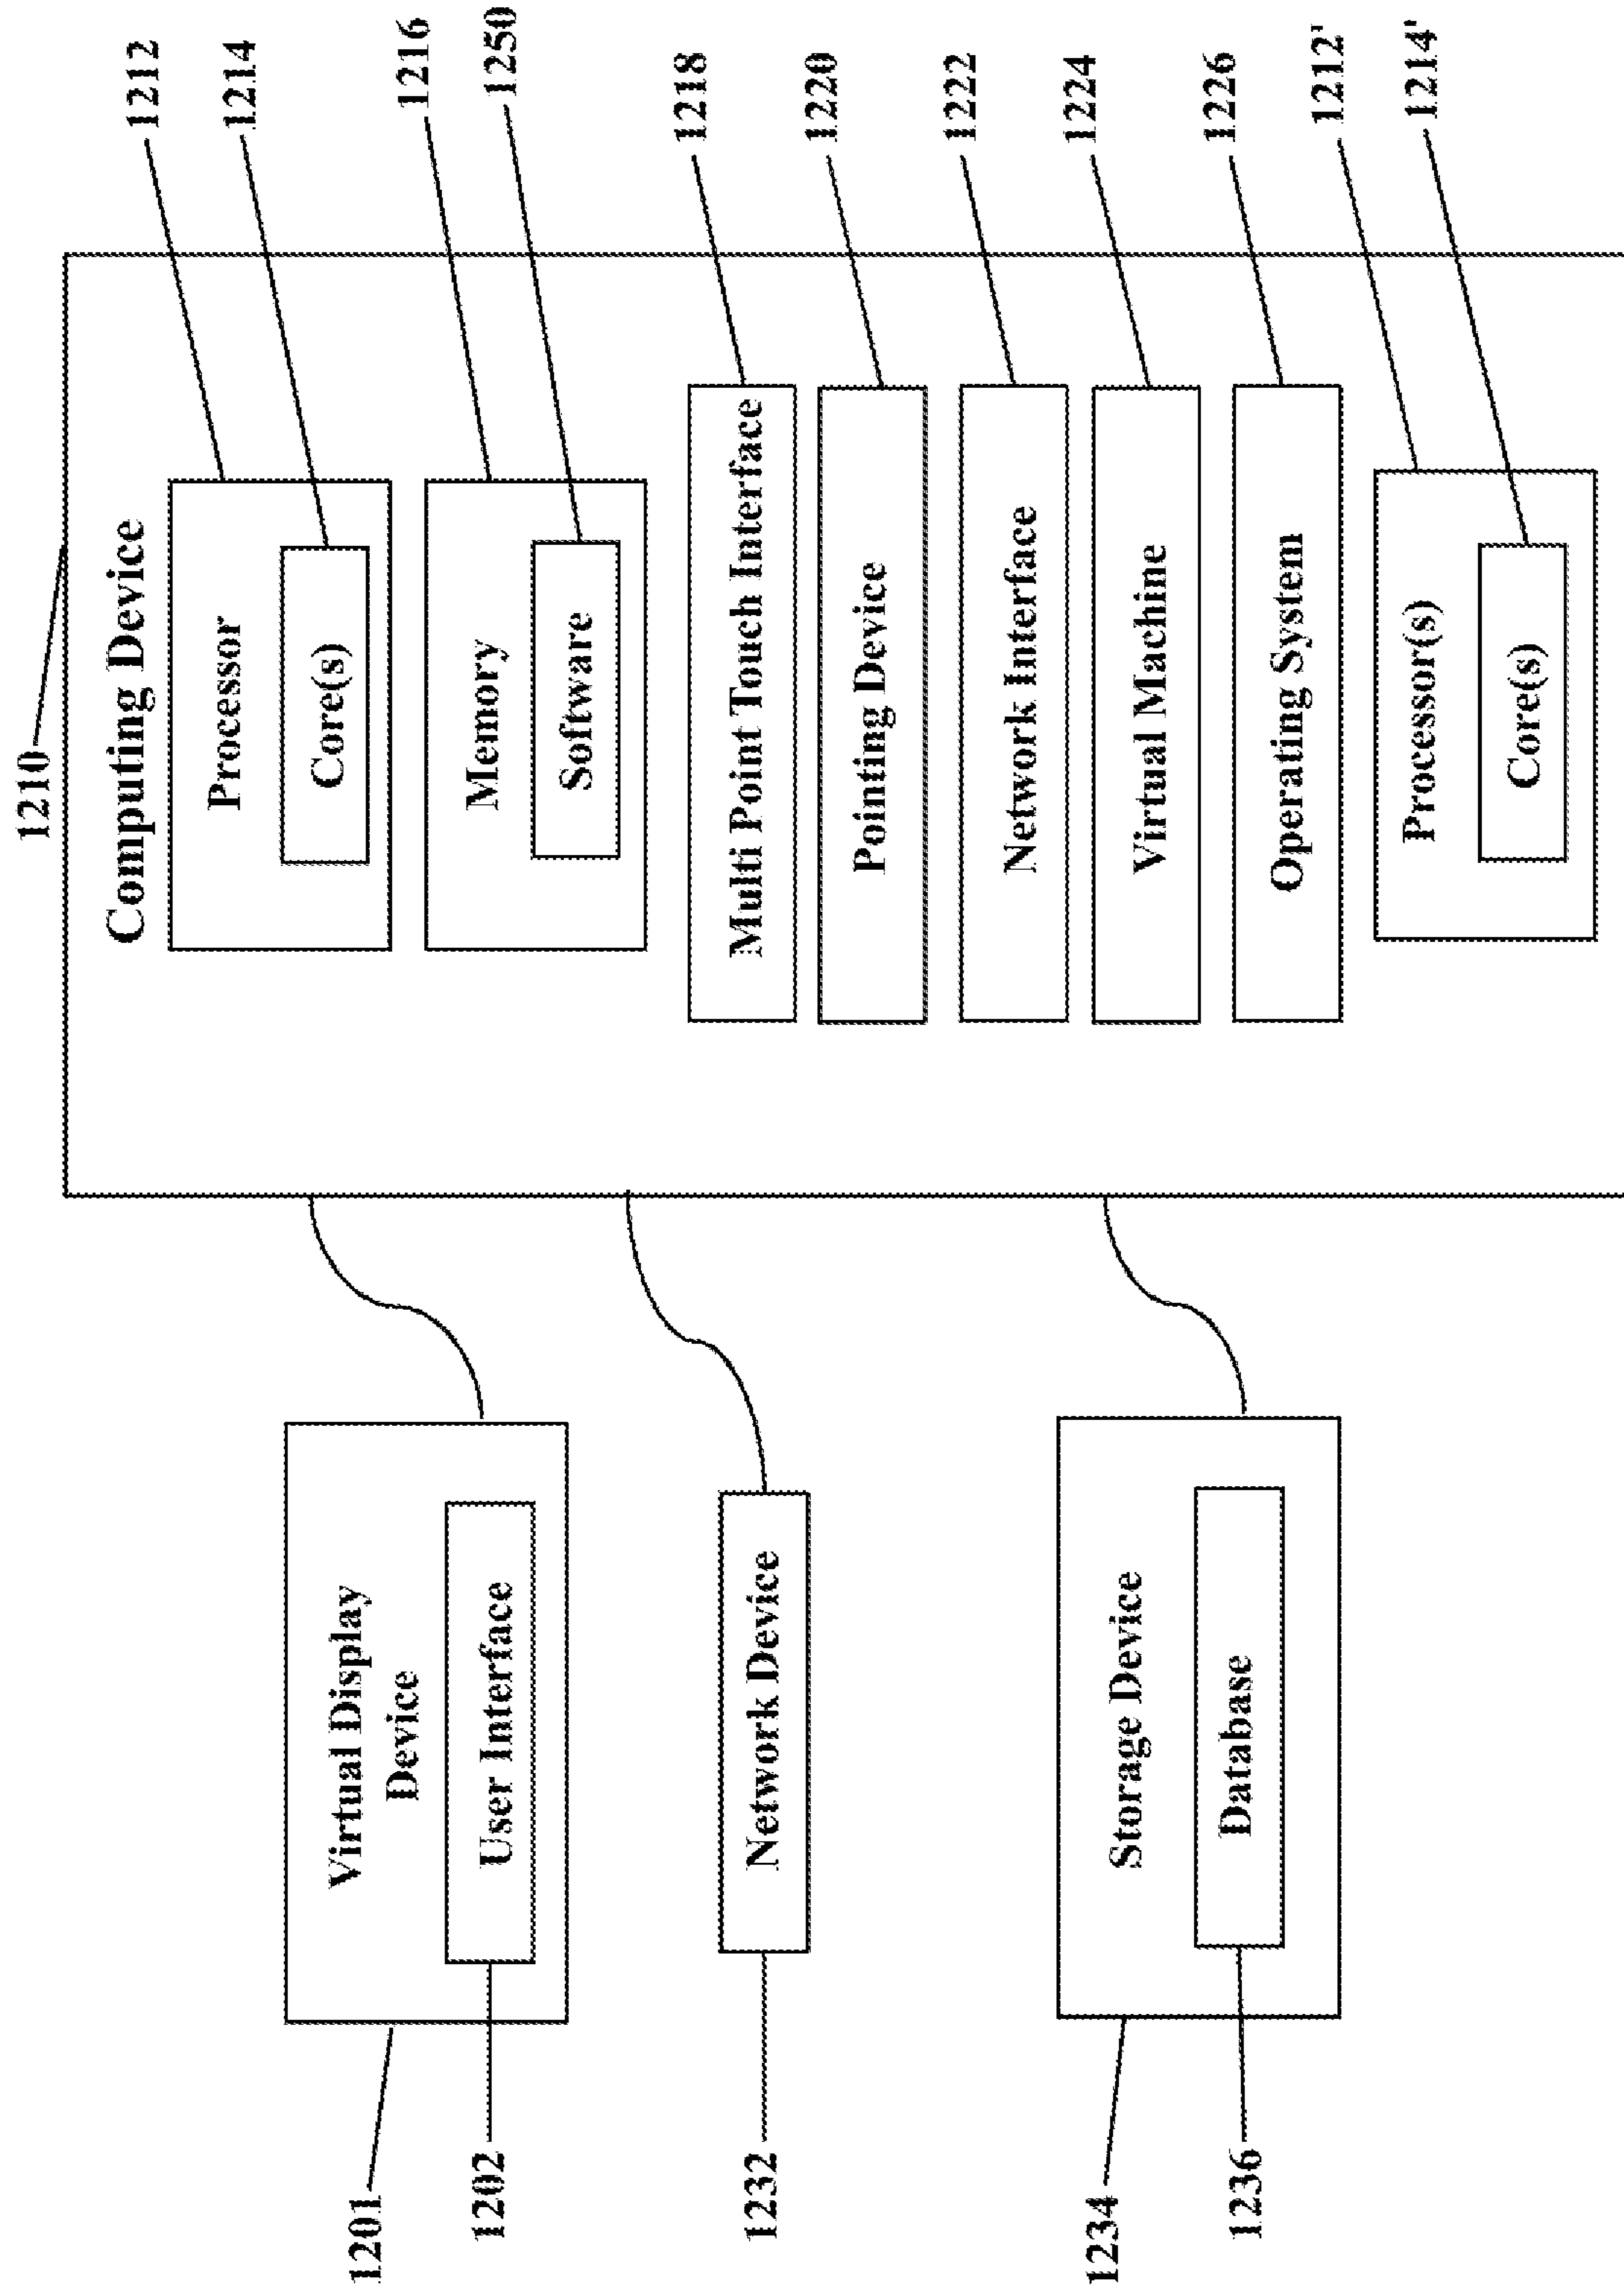 1210
Computing Device
Processor
1212
Core(s)
1214
Memory
1216
Software
1250
Multi Point Touch Interface
1218
Pointing Device
1220
Network Interface
1222
Virtual Machine
1224
Operating System
1226
Processor(s)
1212'
Core(s)
1214'
1201
Virtual Display
Device
1202
User Interface
1232
Network Device
1234
Storage Device
1236
Database